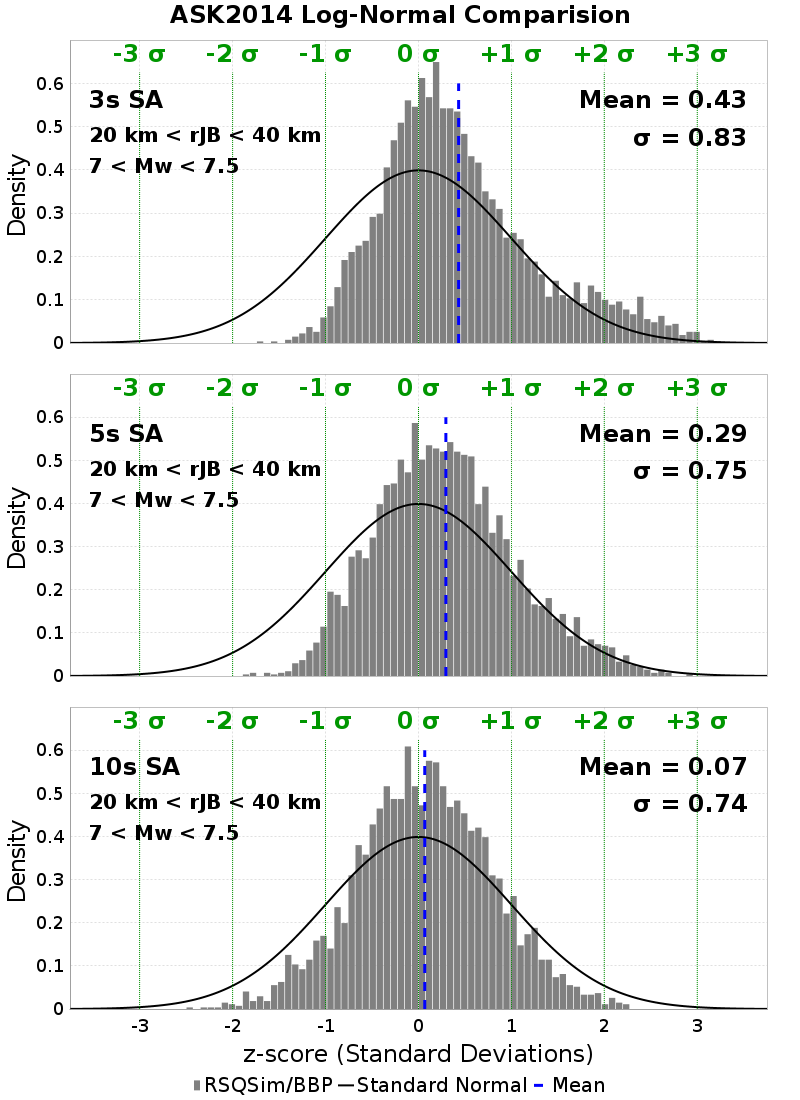 ASK2014 Log-Normal Comparision
-3 σ -2 σ -1 σ 0 σ +1 σ +2 σ +3 σ
3s SA
20 km < rJB < 40 km
7 < Mw < 7.5
Mean = 0.43
σ = 0.83
Density
0.6
0.5
0.4
0.3
0.2
0.1
0
-3 σ -2 σ -1 σ 0 σ +1 σ +2 σ +3 σ
5s SA
20 km < rJB < 40 km
7 < Mw < 7.5
Mean = 0.29
σ = 0.75
Density
0.6
0.5
0.4
0.3
0.2
0.1
0
-3 σ -2 σ -1 σ 0 σ +1 σ +2 σ +3 σ
10s SA
20 km < rJB < 40 km
7 < Mw < 7.5
Mean = 0.07
σ = 0.74
Density
0.6
0.5
0.4
0.3
0.2
0.1
0
-3 -2 -1 0 1 2 3
z-score (Standard Deviations)
RSQSim/BBP Standard Normal Mean